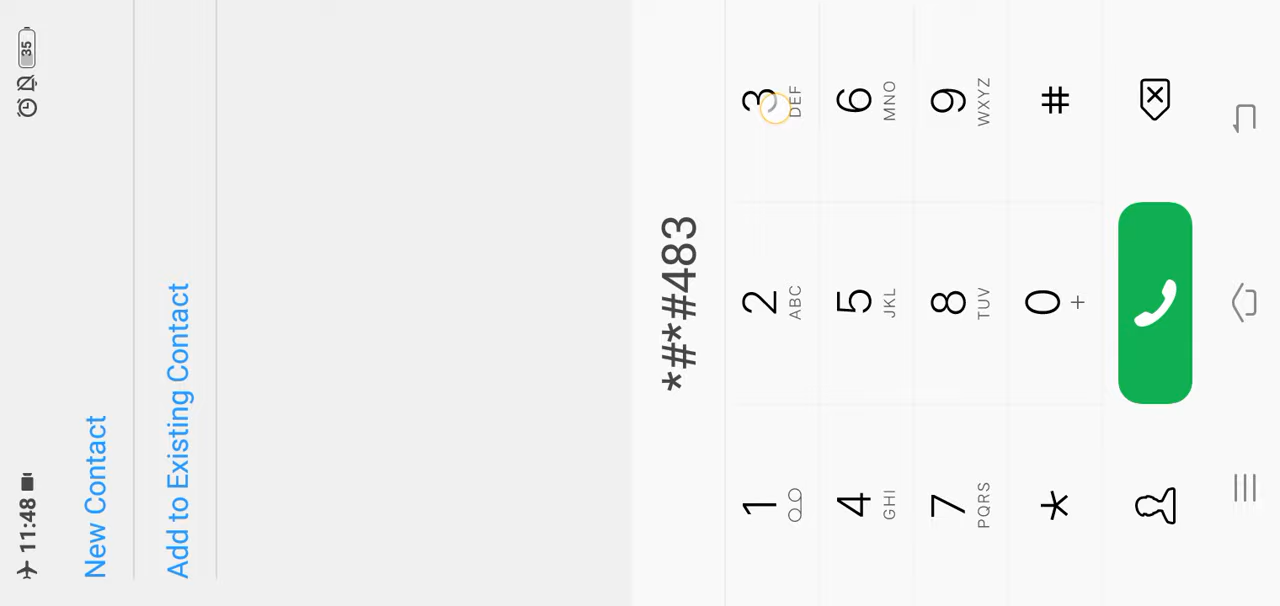 11:48
35
New Contact
Add to Existing Contact
*#*#483
1
2 ABC
3 DEF
4 GHI
5 JKL
6 MNO
7 PQRS
8 TUV
9 WXYZ
*
0 +
#